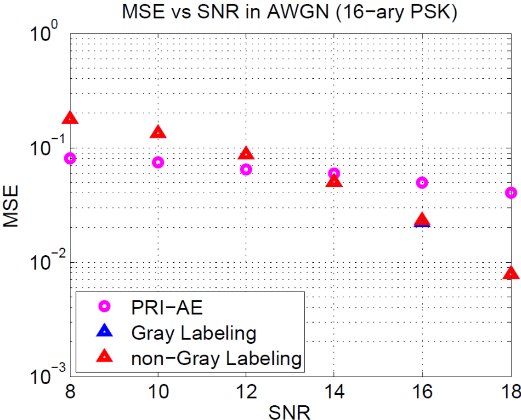 MSE vs SNR in AWGN (16−ary PSK)
10^0
10^−1
10^−2
10^−3
MSE
PRI−AE
Gray Labeling
non−Gray Labeling
8 10 12 14 16 18
SNR